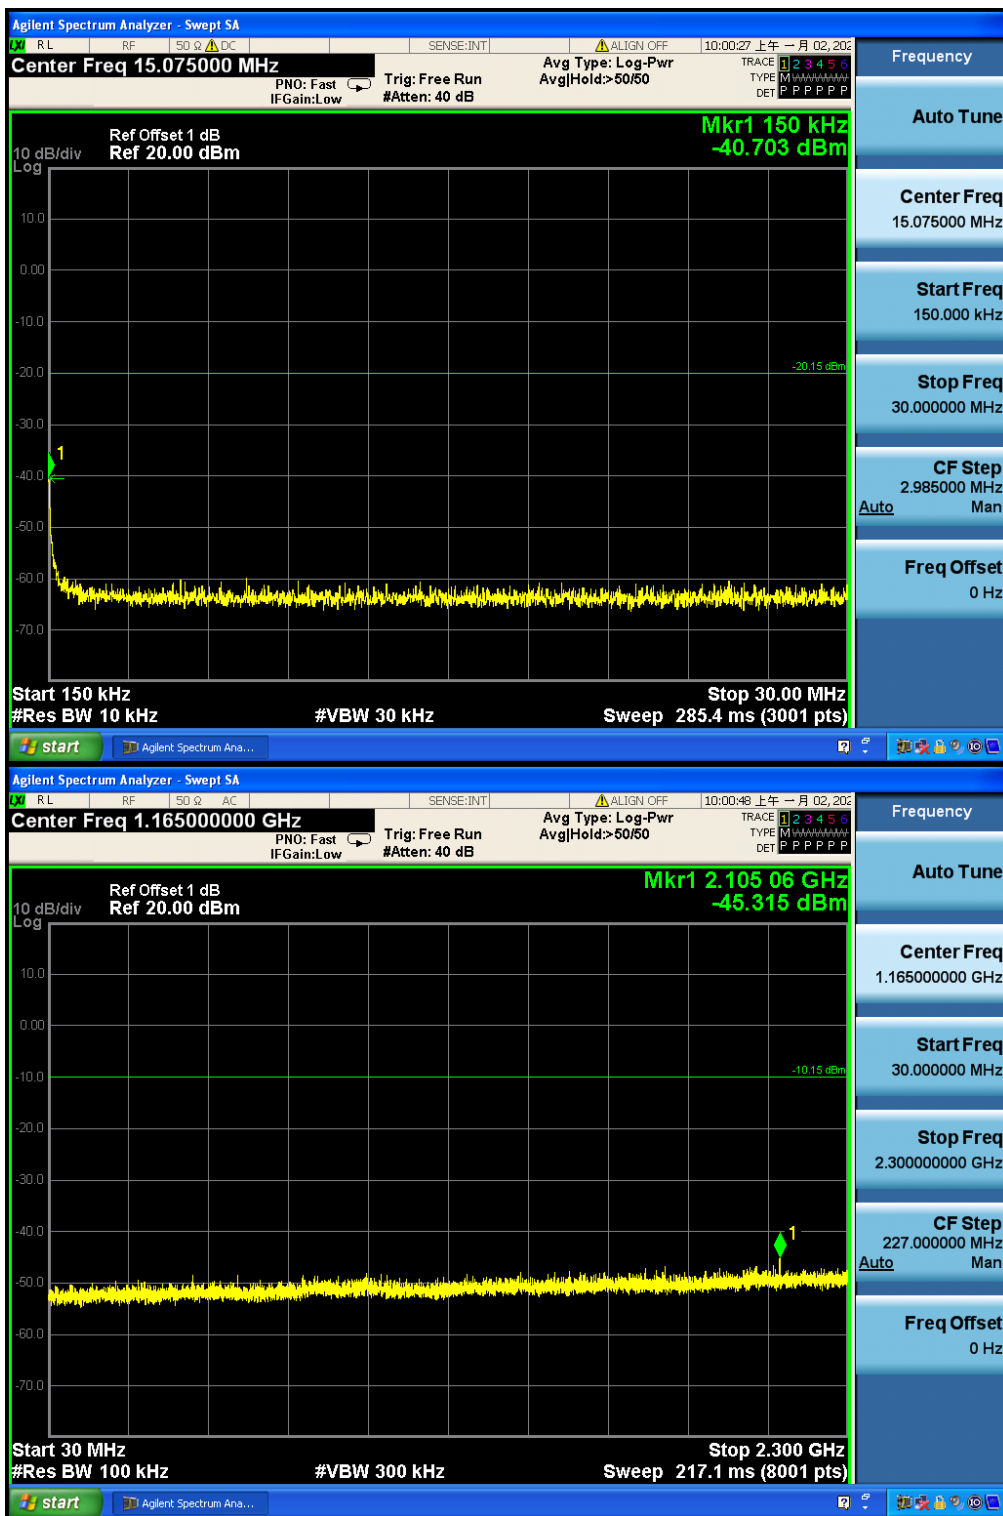 Agilent Spectrum Analyzer - Swept SA
LXI RL RF 50 Ω DC SENSE:INT ALIGN OFF 10:00:27 上午 一月 02, 202
Center Freq 15.075000 MHz
PNO: Fast
IFGain:Low
Trig: Free Run
#Atten: 40 dB
Avg Type: Log-Pwr
Avg|Hold:>50/50
TRACE 1 2 3 4 5 6
TYPE M
DET P P P P P P
Mkr1 150 kHz
-40.703 dBm
Ref Offset 1 dB
10 dB/div Ref 20.00 dBm
Log
10.0
0.00
-10.0
-20.15 dBm
-20.0
-30.0
1
-40.0
-50.0
-60.0
-70.0
Start 150 kHz Stop 30.00 MHz
#Res BW 10 kHz #VBW 30 kHz Sweep 285.4 ms (3001 pts)
Frequency
Auto Tune
Center Freq
15.075000 MHz
Start Freq
150.000 kHz
Stop Freq
30.000000 MHz
CF Step
2.985000 MHz
Auto Man
Freq Offset
0 Hz
start Agilent Spectrum Ana...
Agilent Spectrum Analyzer - Swept SA
LXI RL RF 50 Ω AC SENSE:INT ALIGN OFF 10:00:48 上午 一月 02, 202
Center Freq 1.165000000 GHz
PNO: Fast
IFGain:Low
Trig: Free Run
#Atten: 40 dB
Avg Type: Log-Pwr
Avg|Hold:>50/50
TRACE 1 2 3 4 5 6
TYPE M
DET P P P P P P
Mkr1 2.105 06 GHz
-45.315 dBm
Ref Offset 1 dB
10 dB/div Ref 20.00 dBm
Log
10.0
0.00
-10.15 dBm
-10.0
-20.0
-30.0
1
-40.0
-50.0
-60.0
-70.0
Start 30 MHz Stop 2.300 GHz
#Res BW 100 kHz #VBW 300 kHz Sweep 217.1 ms (8001 pts)
Frequency
Auto Tune
Center Freq
1.165000000 GHz
Start Freq
30.000000 MHz
Stop Freq
2.300000000 GHz
CF Step
227.000000 MHz
Auto Man
Freq Offset
0 Hz
start Agilent Spectrum Ana...